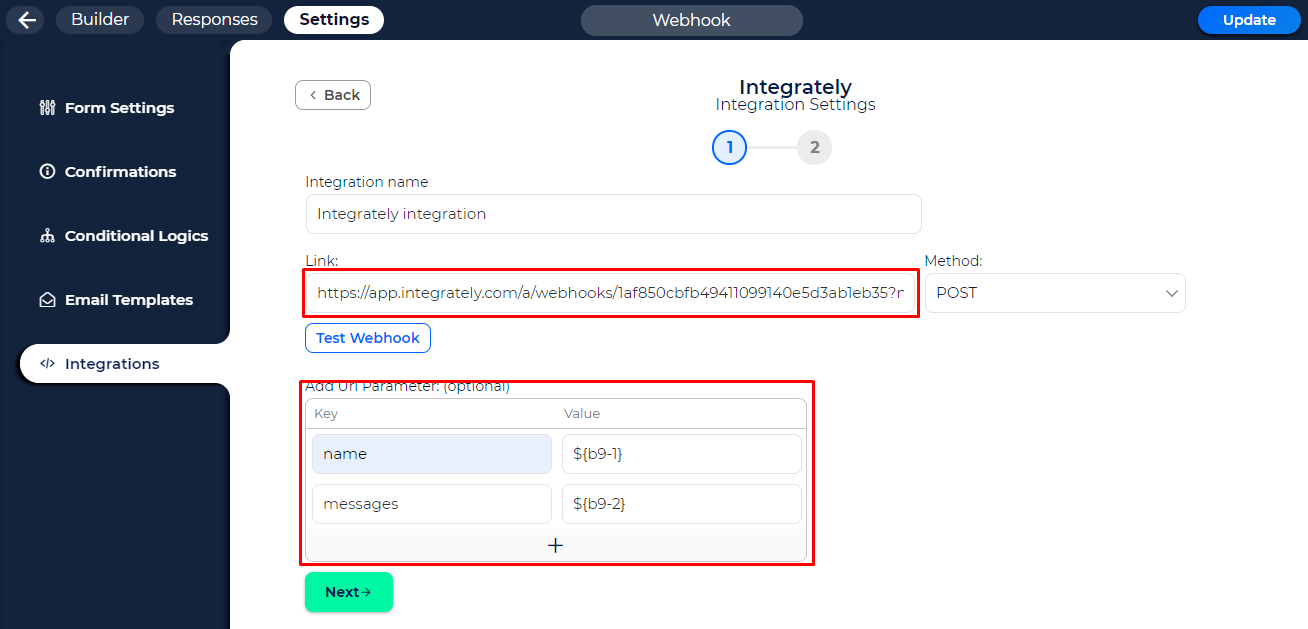 Builder
Responses
Settings
Webhook
Update
Form Settings
Confirmations
Conditional Logics
Email Templates
</> Integrations
< Back
Integrately
Integration Settings
1
2
Integration name
Integrately integration
Link:
Method:
https://app.integrately.com/a/webhooks/1af850cbfb49411099140e5d3ab1eb35?r
POST
Test Webhook
Add Url Parameter: (optional)
Key
Value
name
${b9-1}
messages
${b9-2}
+
Next→